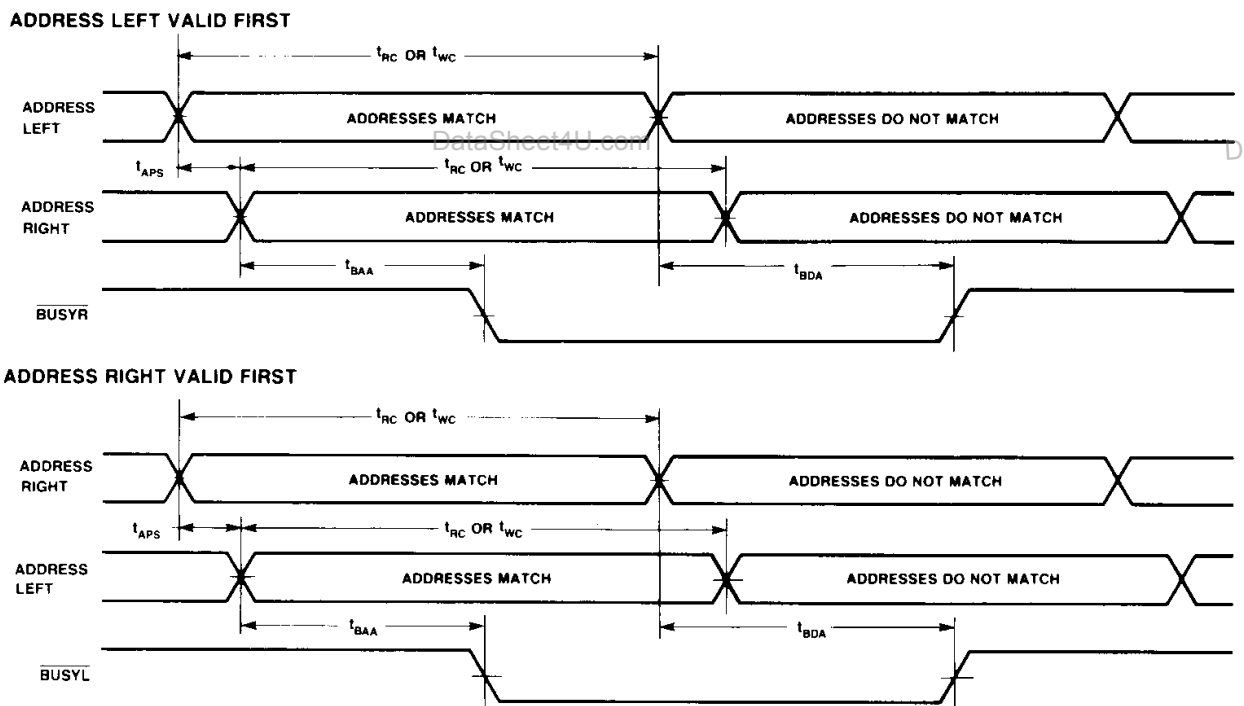 ADDRESS LEFT VALID FIRST
tRC OR tWC
ADDRESS
LEFT
ADDRESSES MATCH
ADDRESSES DO NOT MATCH
DataSheet4U.com
D
tAPS
tRC OR tWC
ADDRESS
RIGHT
ADDRESSES MATCH
ADDRESSES DO NOT MATCH
tBAA
tBDA
BUSYR
ADDRESS RIGHT VALID FIRST
tRC OR tWC
ADDRESS
RIGHT
ADDRESSES MATCH
ADDRESSES DO NOT MATCH
tAPS
tRC OR tWC
ADDRESS
LEFT
ADDRESSES MATCH
ADDRESSES DO NOT MATCH
tBAA
tBDA
BUSYL